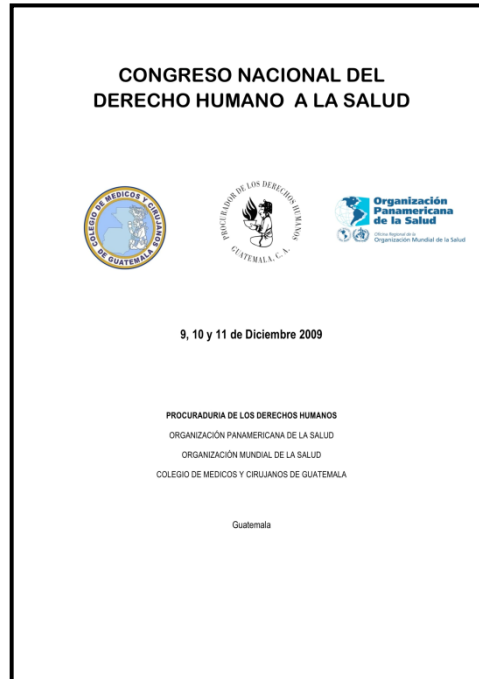 CONGRESO NACIONAL DEL
DERECHO HUMANO A LA SALUD
COLEGIO DE MEDICOS Y CIRUJANOS
DE GUATEMALA
PROCURADOR DE LOS DERECHOS HUMANOS
GUATEMALA, C. A.
Organización
Panamericana
de la Salud
Oficina Regional de la
Organización Mundial de la Salud
9, 10 y 11 de Diciembre 2009
PROCURADURIA DE LOS DERECHOS HUMANOS
ORGANIZACIÓN PANAMERICANA DE LA SALUD
ORGANIZACIÓN MUNDIAL DE LA SALUD
COLEGIO DE MEDICOS Y CIRUJANOS DE GUATEMALA
Guatemala